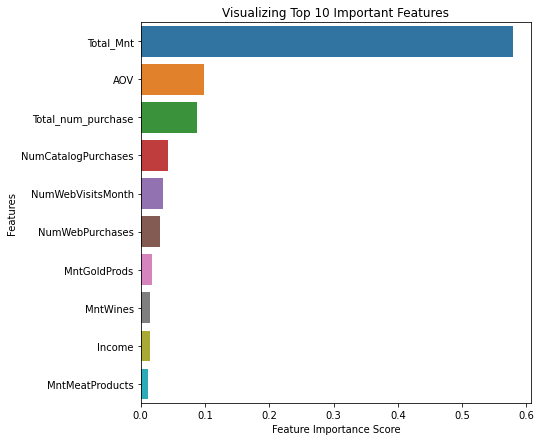 Visualizing Top 10 Important Features
Total_Mnt
AOV
Total_num_purchase
NumCatalogPurchases
NumWebVisitsMonth
NumWebPurchases
MntGoldProds
MntWines
Income
MntMeatProducts
Features
0.0 0.1 0.2 0.3 0.4 0.5 0.6
Feature Importance Score